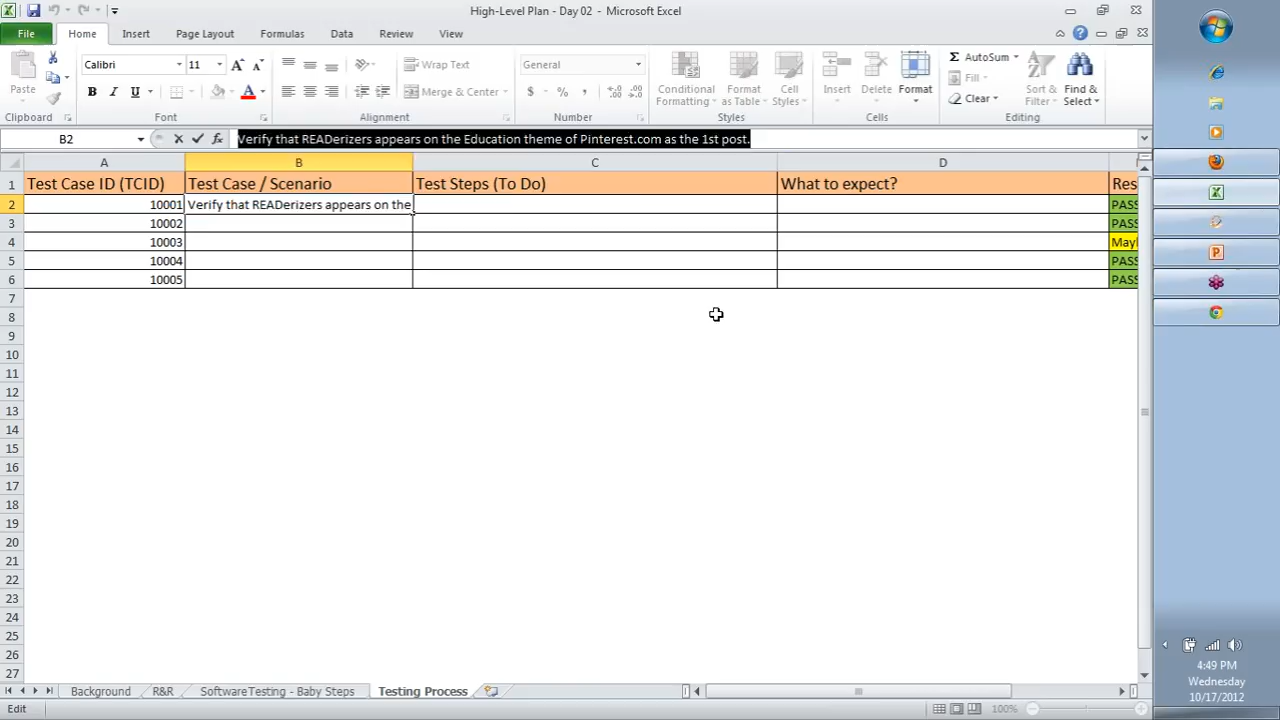 High-Level Plan - Day 02 - Microsoft Excel
File Home Insert Page Layout Formulas Data Review View
Calibri 11 Wrap Text General AutoSum
Paste Merge & Center Conditional Formatting Format as Table Cell Styles Insert Delete Format Fill Clear Sort & Filter Find & Select
Clipboard Font Alignment Number Styles Cells Editing
B2 Verify that READerizers appears on the Education theme of Pinterest.com as the 1st post.
A B C D
1 Test Case ID (TCID) Test Case / Scenario Test Steps (To Do) What to expect? Res
2 10001 Verify that READerizers appears on the PASS
3 10002 PASS
4 10003 Mayl
5 10004 PASS
6 10005 PASS
7
8
9
10
11
12
13
14
15
16
17
18
19
20
21
22
23
24
25
26
27
Background R&R SoftwareTesting - Baby Steps Testing Process
Edit 100%
4:49 PM
Wednesday
10/17/2012